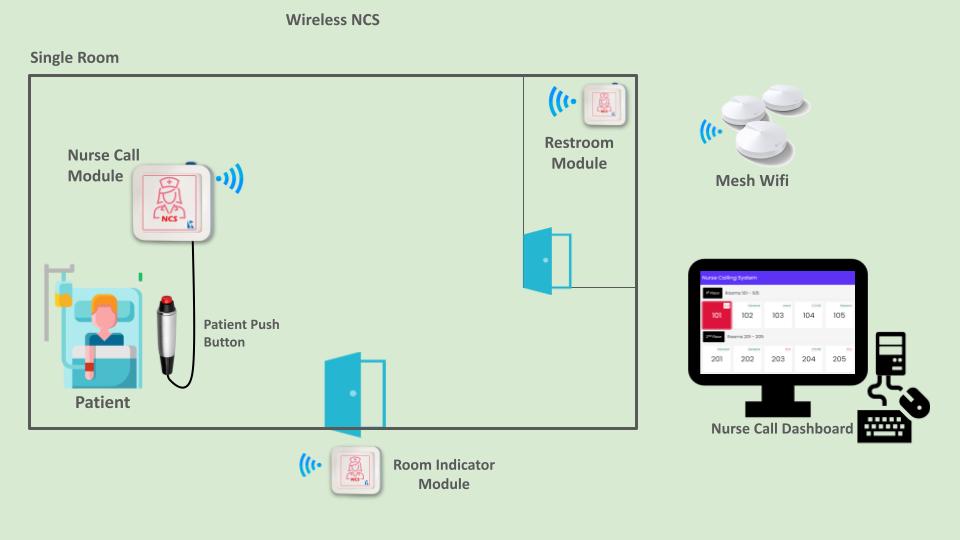 Wireless NCS
Single Room
Nurse Call
Module
NCS
Restroom
Module
Mesh Wifi
Patient Push
Button
Patient
Nurse Calling System
Rooms 101 - 105
101
102
103
104
105
Rooms 201 - 205
201
202
203
204
205
Nurse Call Dashboard
NCS
Room Indicator
Module